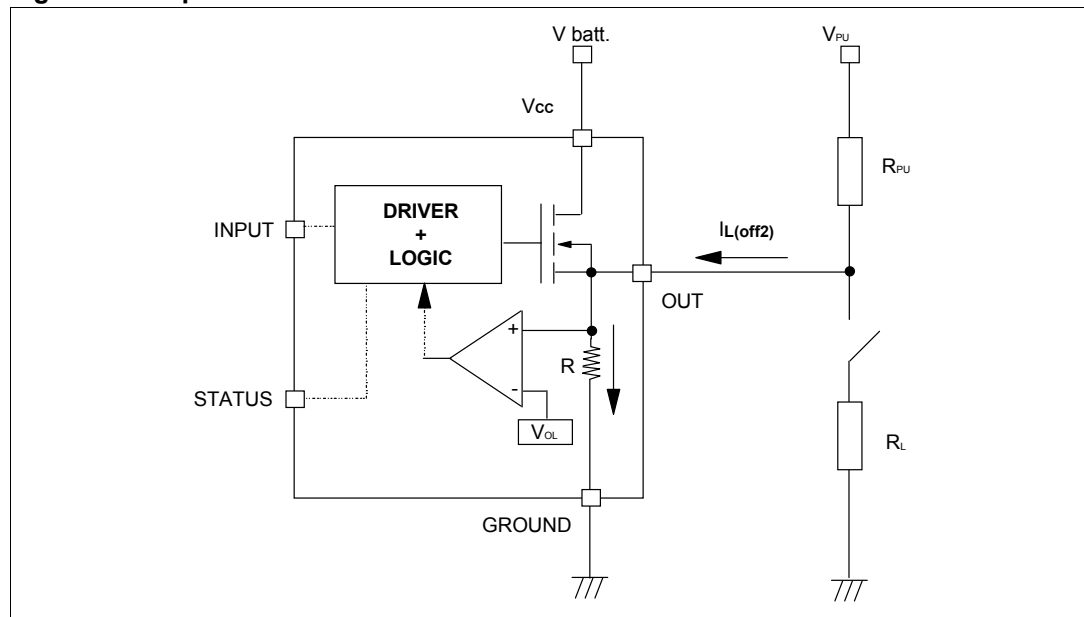 V batt.
VPU
Vcc
RPU
DRIVER
+
LOGIC
INPUT
IL(off2)
OUT
+
R
-
STATUS
VOL
RL
GROUND